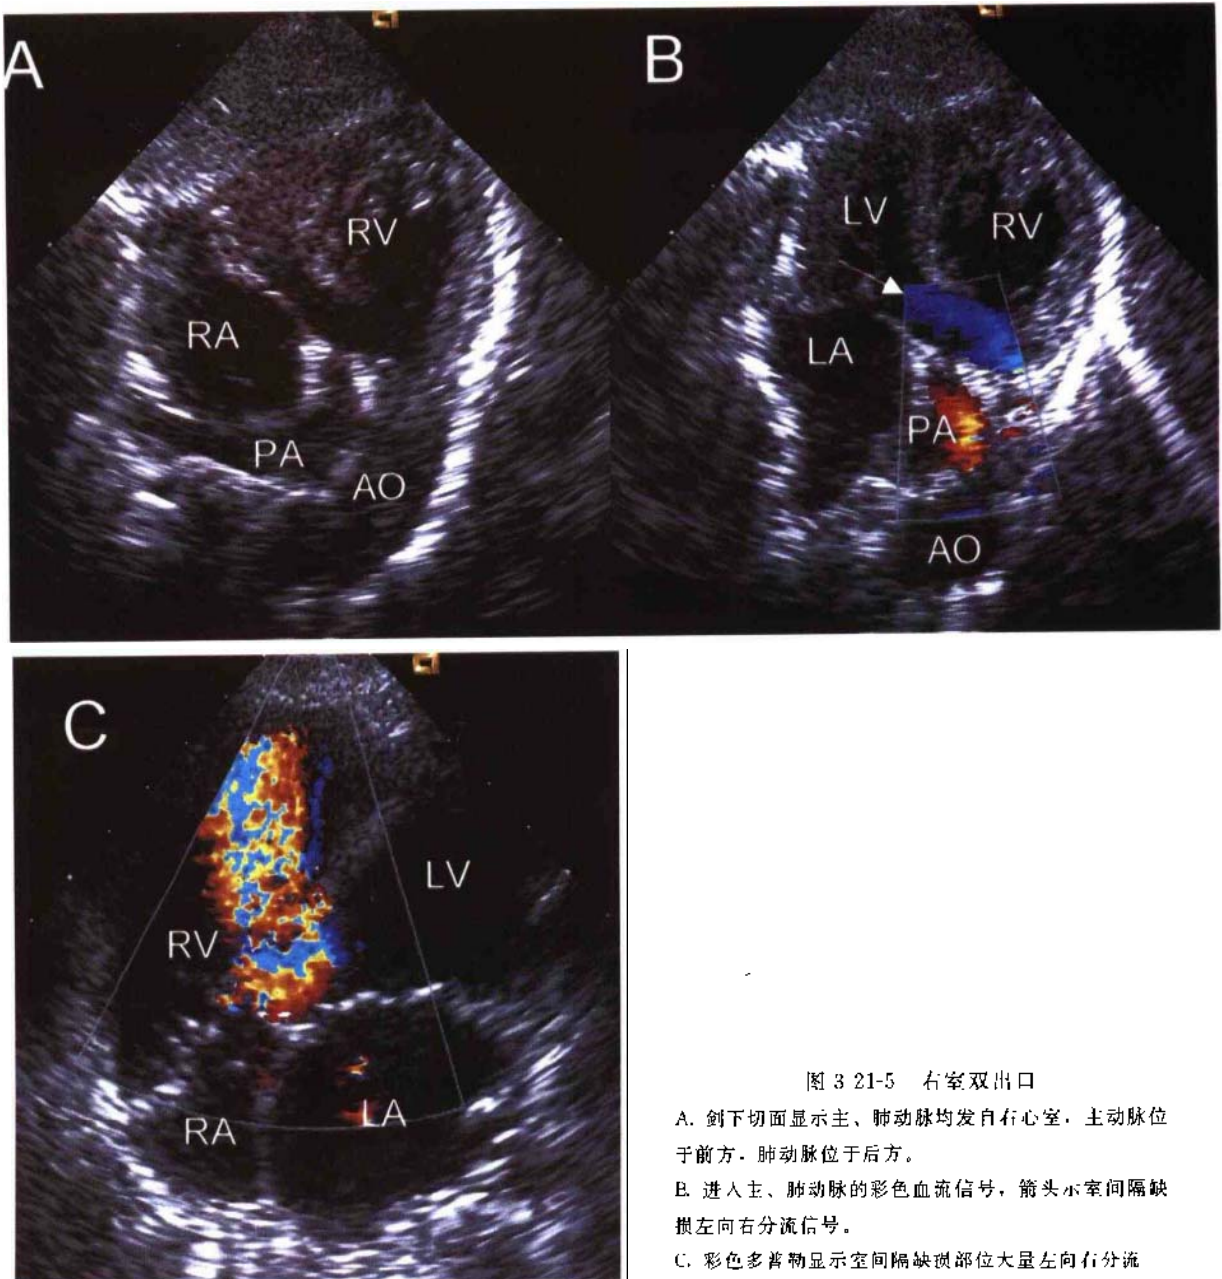 A
RV
RA
PA
AO
B
LV
RV
LA
PA
AO
C
LV
RV
LA
RA
图 3 21-5 右室双出口
A. 剑下切面显示主、肺动脉均发自右心室，主动脉位
于前方，肺动脉位于后方。
B. 进入主、肺动脉的彩色血流信号，箭头示室间隔缺
损左向右分流信号。
C. 彩色多普勒显示室间隔缺损部位大量左向右分流